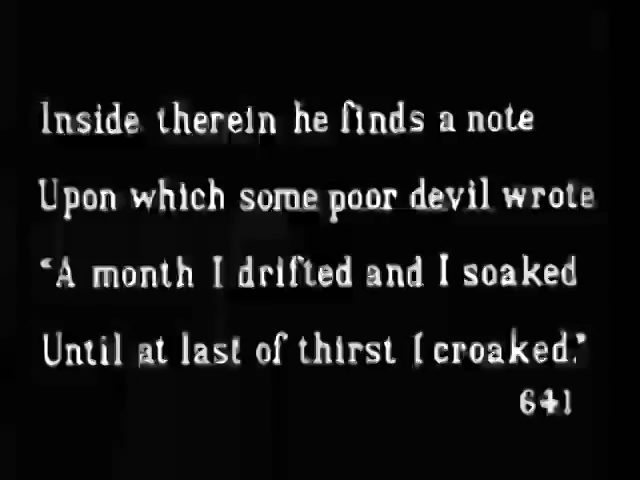 Inside therein he finds a note
Upon which some poor devil wrote
"A month I drifted and I soaked
Until at last of thirst I croaked."
641